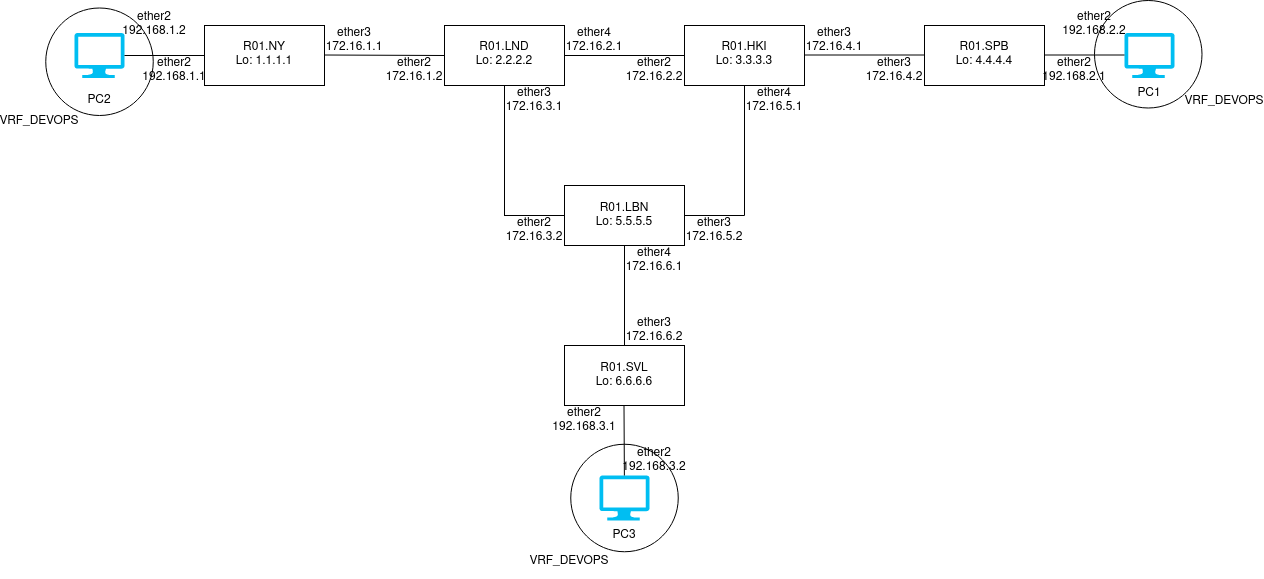 ether2
192.168.1.2
ether2
192.168.1.1
PC2
VRF_DEVOPS
R01.NY
Lo: 1.1.1.1
ether3
172.16.1.1
ether2
172.16.1.2
R01.LND
Lo: 2.2.2.2
ether4
172.16.2.1
ether2
172.16.2.2
R01.HKI
Lo: 3.3.3.3
ether3
172.16.4.1
ether3
172.16.4.2
R01.SPB
Lo: 4.4.4.4
ether2
192.168.2.2
ether2
192.168.2.1
PC1
VRF_DEVOPS
ether3
172.16.3.1
ether4
172.16.5.1
R01.LBN
Lo: 5.5.5.5
ether2
172.16.3.2
ether3
172.16.5.2
ether4
172.16.6.1
ether3
172.16.6.2
R01.SVL
Lo: 6.6.6.6
ether2
192.168.3.1
ether2
192.168.3.2
PC3
VRF_DEVOPS